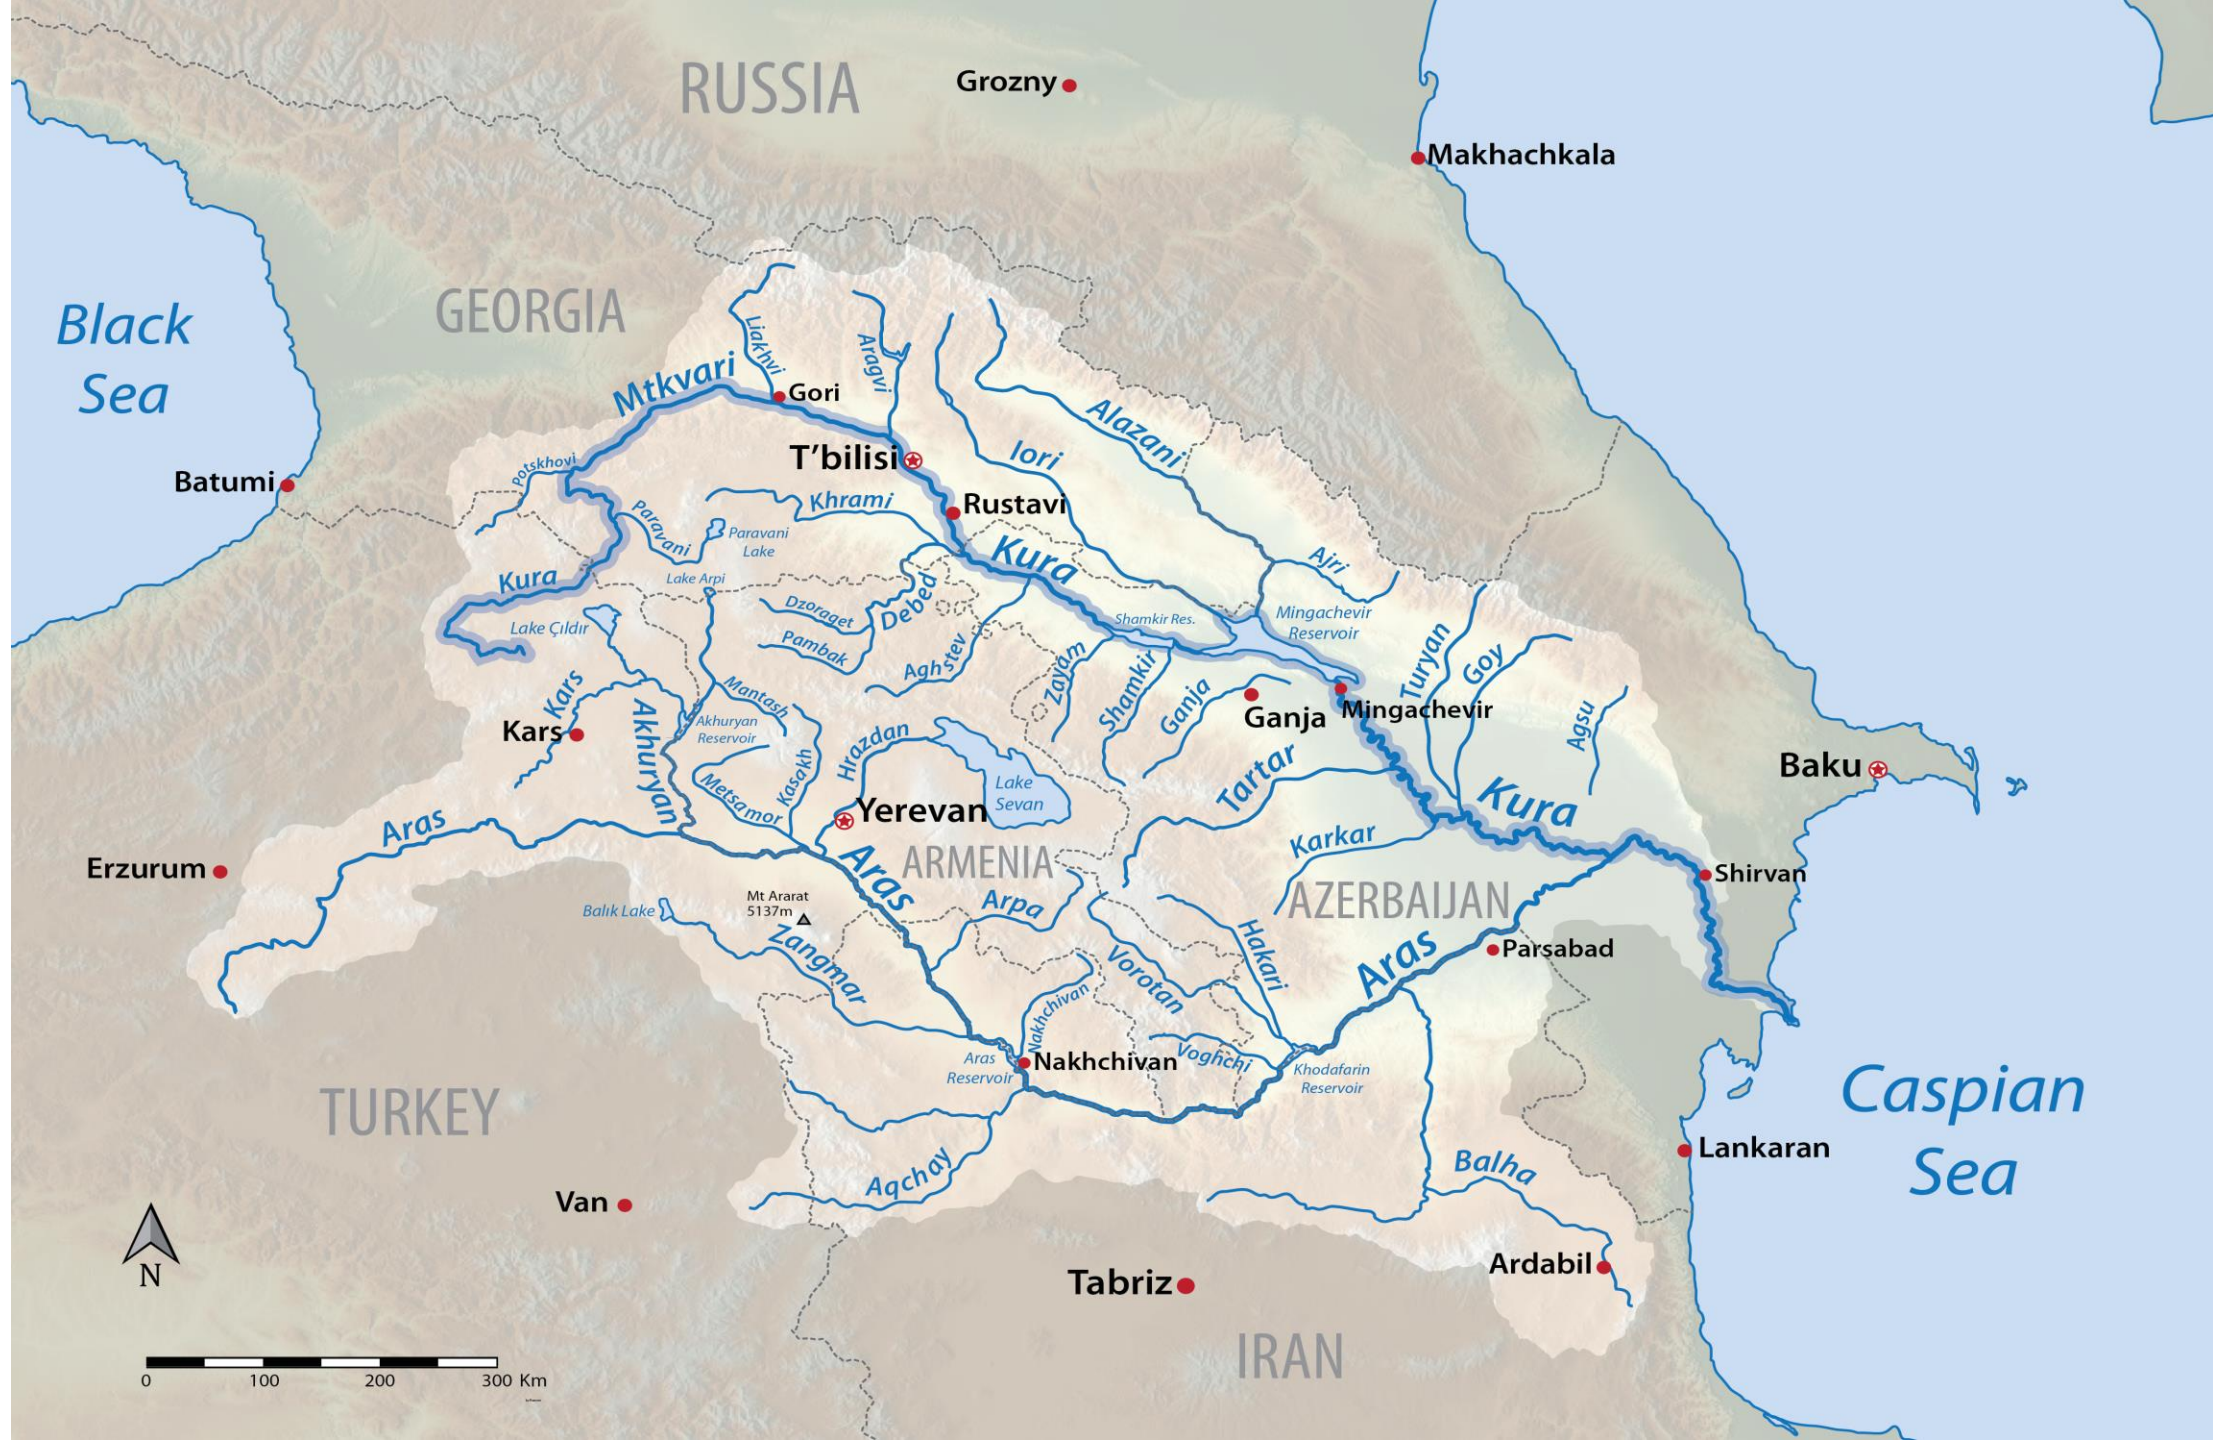 RUSSIA
Grozny
Makhachkala
GEORGIA
Black
Sea
Liakhvi
Aragvi
Mtkvari
Gori
Alazani
T’bilisi
Iori
Potskhovi
Batumi
Khrami
Rustavi
Paravani
Paravani
Lake
Kura
Ajri
Kura
Lake Arpi
Dzoraget
Debed
Shamkir Res.
Mingachevir
Reservoir
Lake Çıldır
Pambak
Aghstev
Zayam
Shamkir
Turyan
Goy
Kars
Mantash
Ganja
Ganja
Mingachevir
Agsu
Kars
Akhuryan
Akhuryan
Reservoir
Hrazdan
Kasakh
Metsamor
Lake
Sevan
Tartar
Baku
Kura
Yerevan
Aras
Karkar
Erzurum
Aras
ARMENIA
Shirvan
AZERBAIJAN
Mt Ararat
5137m
Arpa
Balık Lake
Zangmar
Hakari
Aras
Parsabad
Vorotan
Nakhchivan
Aras
Reservoir
Nakhchivan
Voghchi
Khodafarin
Reservoir
Caspian
Sea
TURKEY
Lankaran
Aqchay
Balha
Van
N
Ardabil
Tabriz
IRAN
0 100 200 300 Km